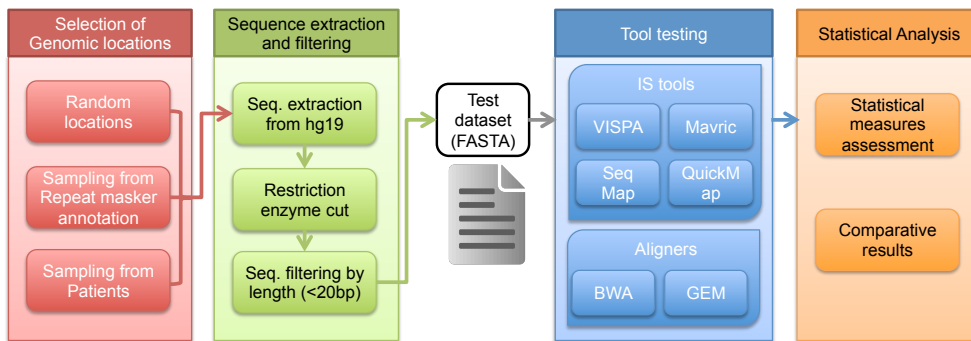 Selection of
Genomic locations
Random
locations
Sampling from
Repeat masker
annotation
Sampling from
Patients
Sequence extraction
and filtering
Seq. extraction
from hg19
Restriction
enzyme cut
Seq. filtering by
length (<20bp)
Test
dataset
(FASTA)
Tool testing
IS tools
VISPA
Mavric
Seq
Map
QuickM
ap
Aligners
BWA
GEM
Statistical Analysis
Statistical
measures
assessment
Comparative
results